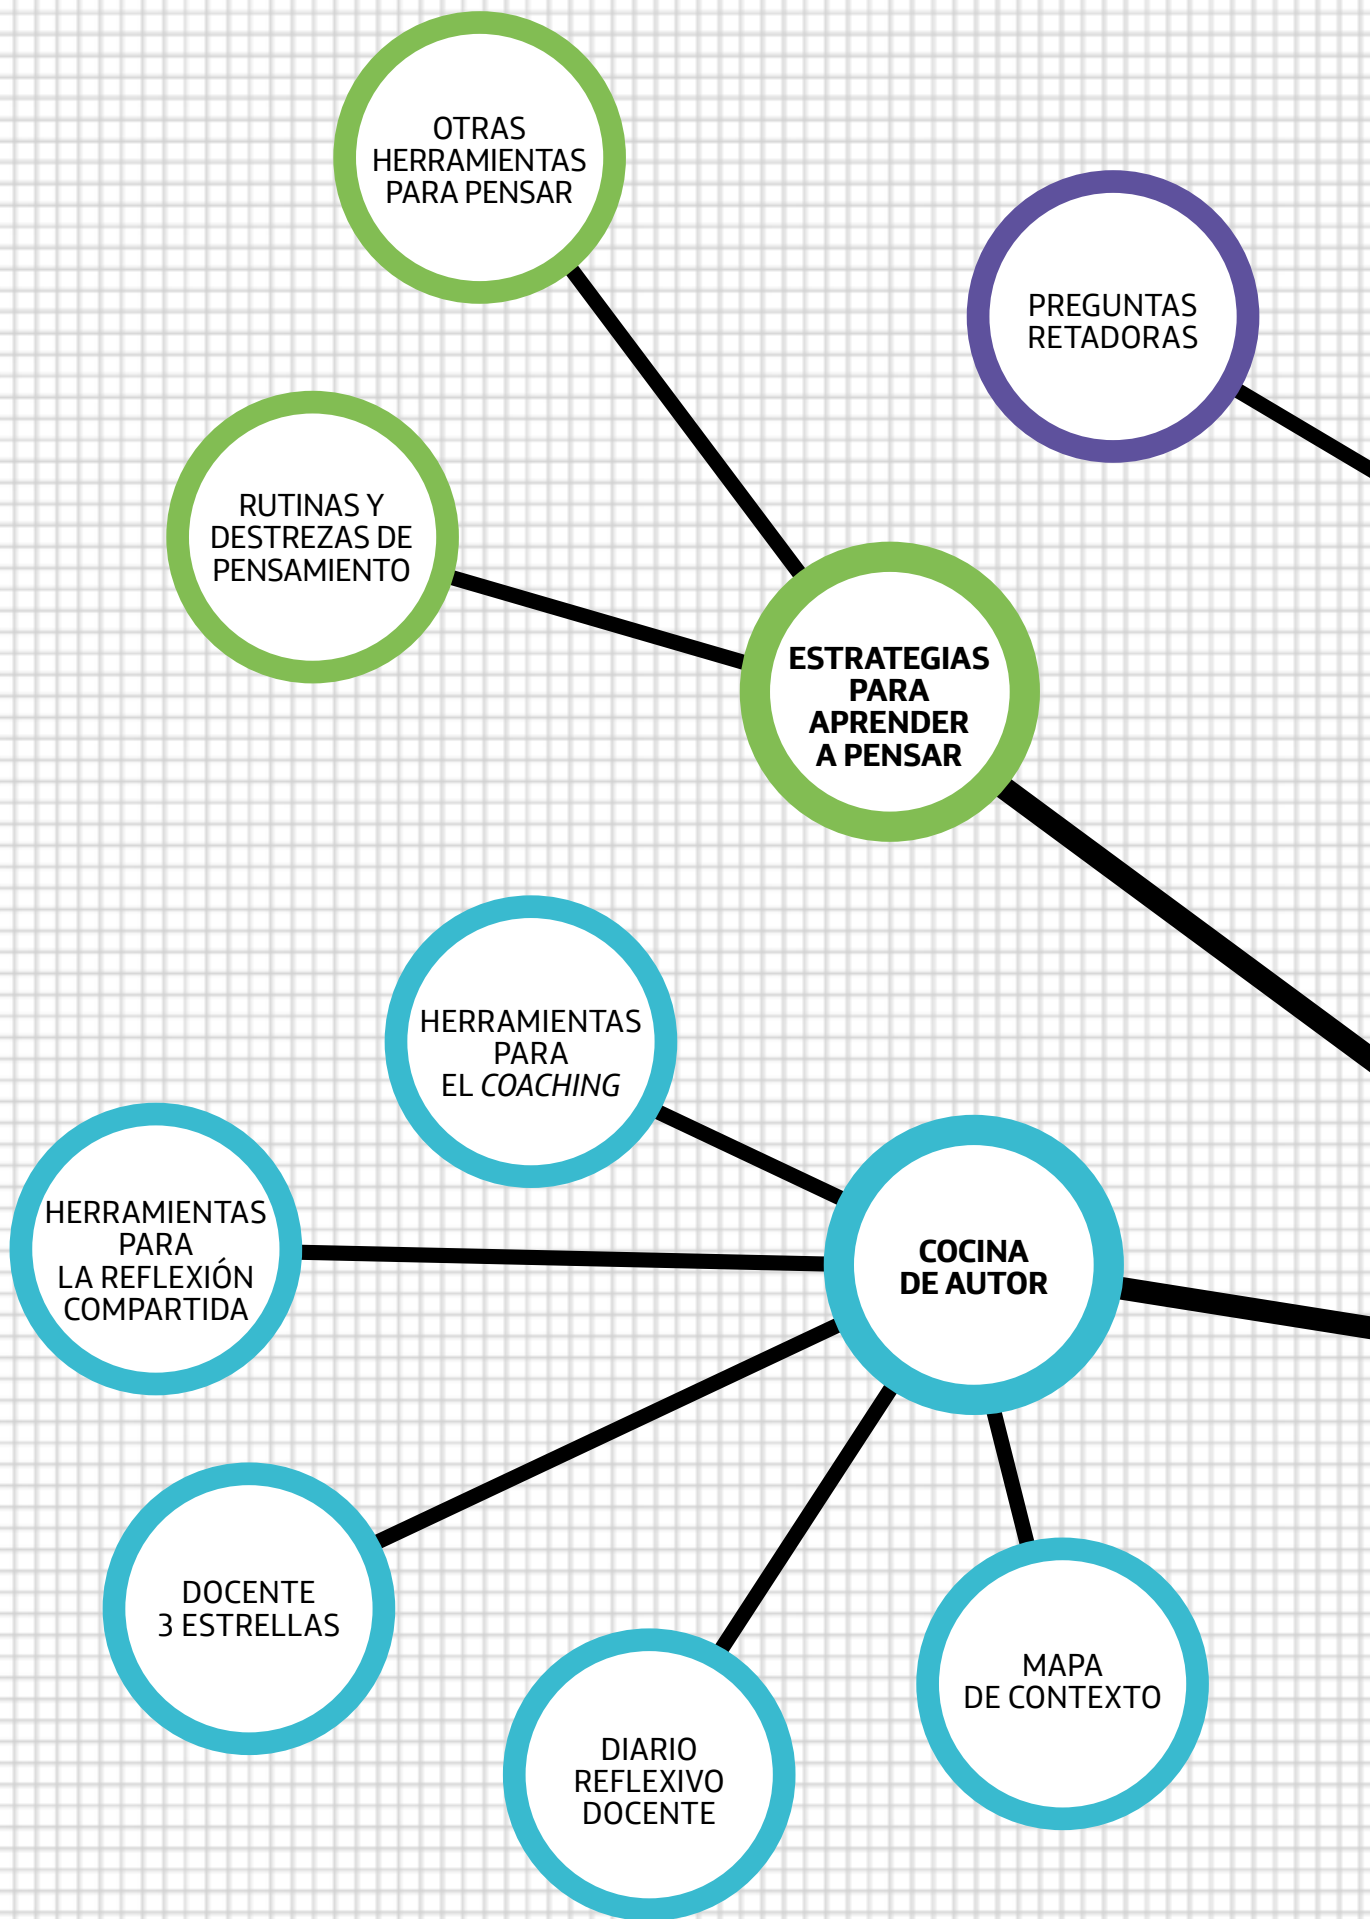 OTRAS
HERRAMIENTAS
PARA PENSAR
PREGUNTAS
RETADORAS
RUTINAS Y
DESTREZAS DE
PENSAMIENTO
ESTRATEGIAS
PARA
APRENDER
A PENSAR
HERRAMIENTAS
PARA
EL COACHING
HERRAMIENTAS
PARA
LA REFLEXIÓN
COMPARTIDA
COCINA
DE AUTOR
DOCENTE
3 ESTRELLAS
MAPA
DE CONTEXTO
DIARIO
REFLEXIVO
DOCENTE